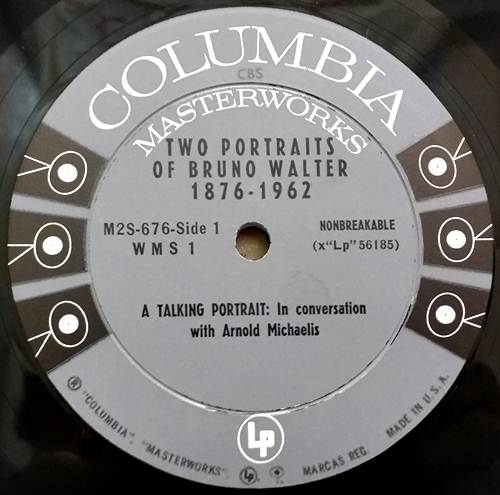 COLUMBIA
CBS
MASTERWORKS
TWO PORTRAITS
OF BRUNO WALTER
1876-1962
M2S-676-Side 1
WMS 1
NONBREAKABLE
(x"Lp" 56185)
A TALKING PORTRAIT: In conversation
with Arnold Michaelis
Lp
® "COLUMBIA", "MASTERWORKS", MARCAS REG. MADE IN U.S.A.